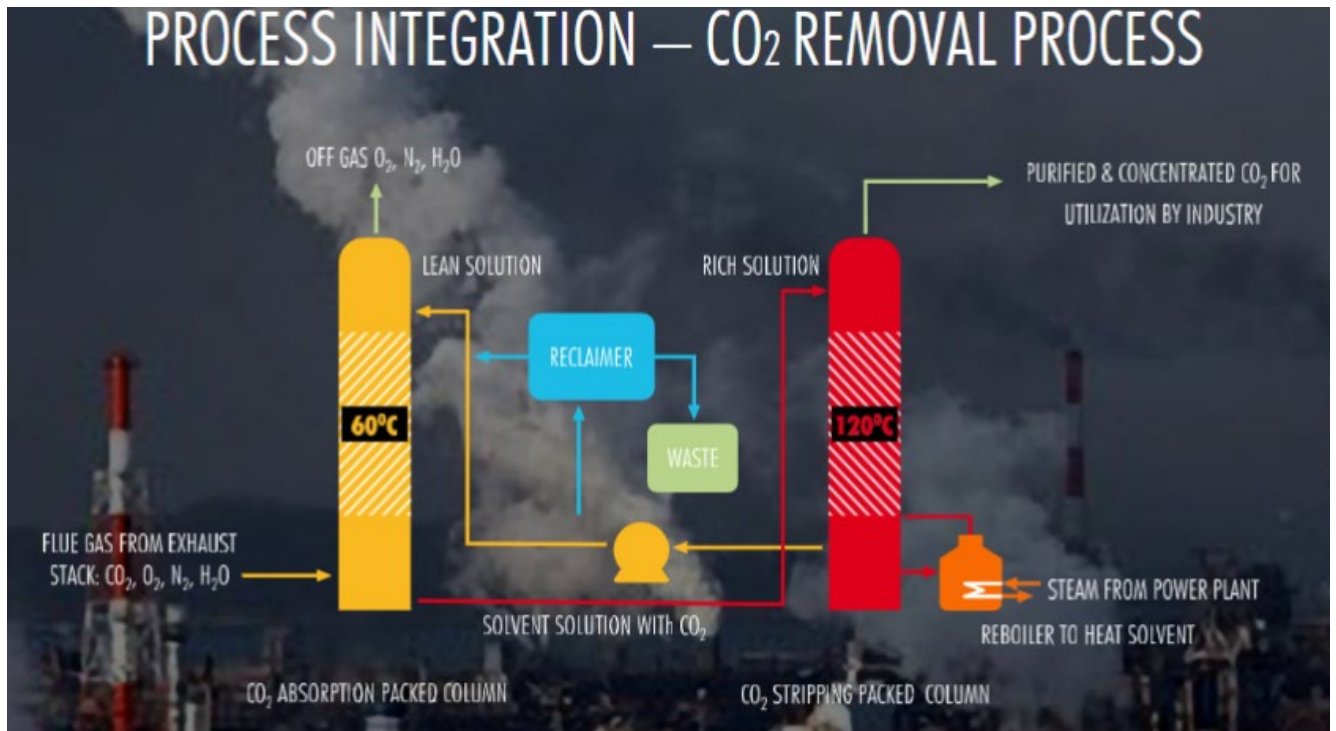 PROCESS INTEGRATION – CO₂ REMOVAL PROCESS
OFF GAS O₂, N₂, H₂O
PURIFIED & CONCENTRATED CO₂ FOR
UTILIZATION BY INDUSTRY
LEAN SOLUTION
RICH SOLUTION
RECLAIMER
60⁰C
120⁰C
WASTE
FLUE GAS FROM EXHAUST
STACK: CO₂, O₂, N₂, H₂O
STEAM FROM POWER PLANT
SOLVENT SOLUTION WITh CO₂
REBOILER TO HEAT SOLVENT
CO₂ ABSORPTION PACKED COLUMN
CO₂ STRIPPING PACKED COLUMN